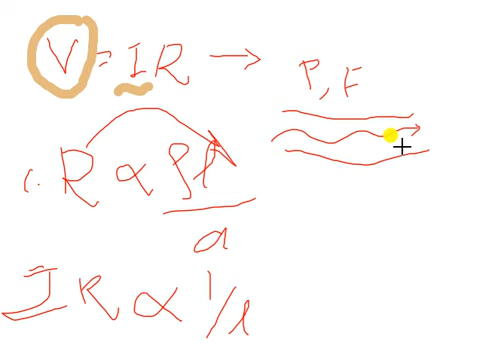 V = IR →
P, F
R ∝ ρl
a
I R ∝ 1/l